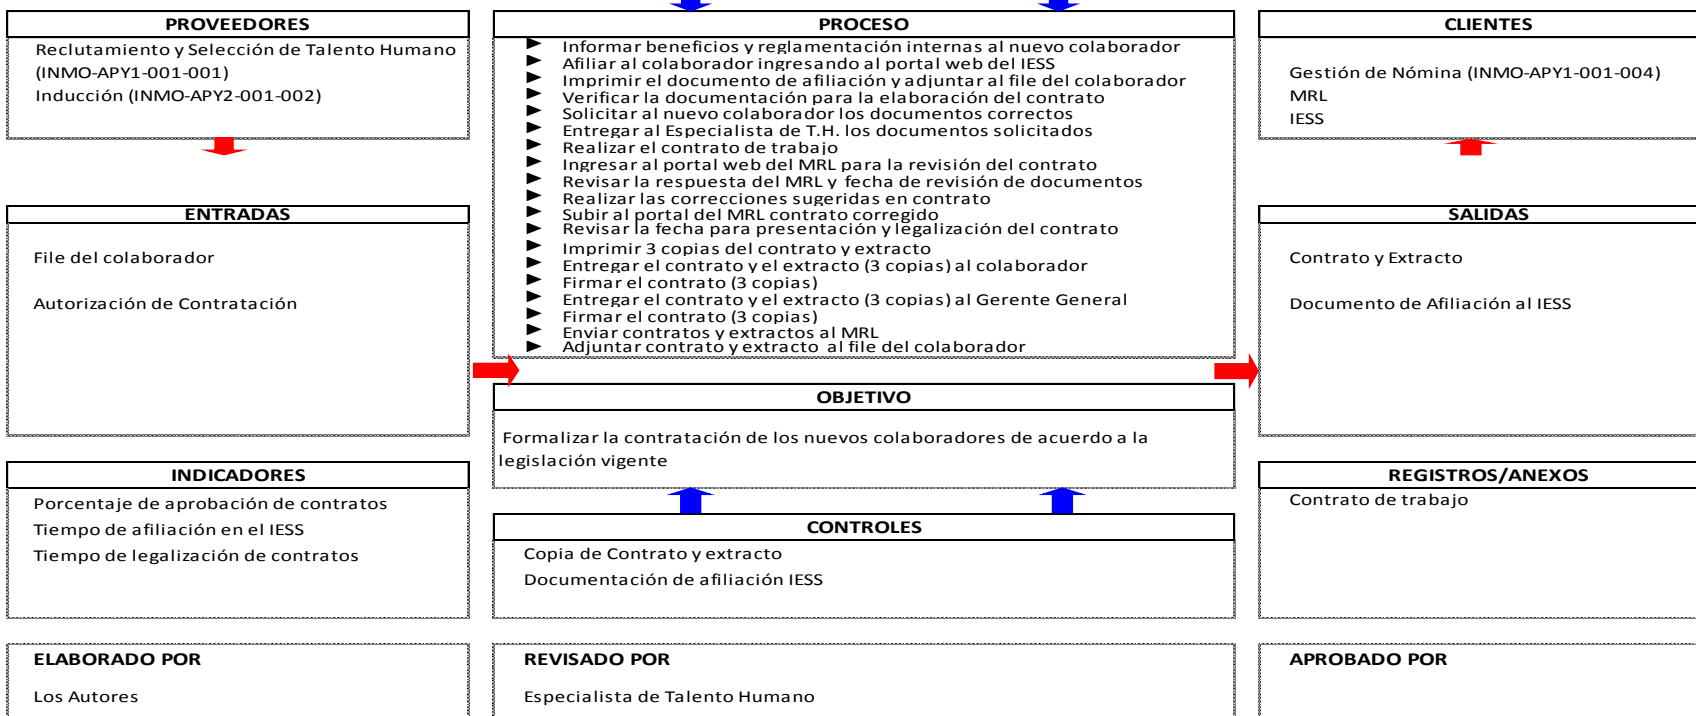 PROVEEDORES
Reclutamiento y Selección de Talento Humano
(INMO-APY1-001-001)
Inducción (INMO-APY2-001-002)
PROCESO
Informar beneficios y reglamentación internas al nuevo colaborador
Afiliar al colaborador ingresando al portal web del IESS
Imprimir el documento de afiliación y adjuntar al file del colaborador
Verificar la documentación para la elaboración del contrato
Solicitar al nuevo colaborador los documentos correctos
Entregar al Especialista de T.H. los documentos solicitados
Realizar el contrato de trabajo
Ingresar al portal web del MRL para la revisión del contrato
Revisar la respuesta del MRL y fecha de revisión de documentos
Realizar las correcciones sugeridas en contrato
Subir al portal del MRL contrato corregido
Revisar la fecha para presentación y legalización del contrato
Imprimir 3 copias del contrato y extracto
Entregar el contrato y el extracto (3 copias) al colaborador
Firmar el contrato (3 copias)
Entregar el contrato y el extracto (3 copias) al Gerente General
Firmar el contrato (3 copias)
Enviar contratos y extractos al MRL
Adjuntar contrato y extracto al file del colaborador
CLIENTES
Gestión de Nómina (INMO-APY1-001-004)
MRL
IESS
ENTRADAS
File del colaborador
Autorización de Contratación
SALIDAS
Contrato y Extracto
Documento de Afiliación al IESS
OBJETIVO
Formalizar la contratación de los nuevos colaboradores de acuerdo a la
legislación vigente
INDICADORES
Porcentaje de aprobación de contratos
Tiempo de afiliación en el IESS
Tiempo de legalización de contratos
CONTROLES
Copia de Contrato y extracto
Documentación de afiliación IESS
REGISTROS/ANEXOS
Contrato de trabajo
ELABORADO POR
Los Autores
REVISADO POR
Especialista de Talento Humano
APROBADO POR